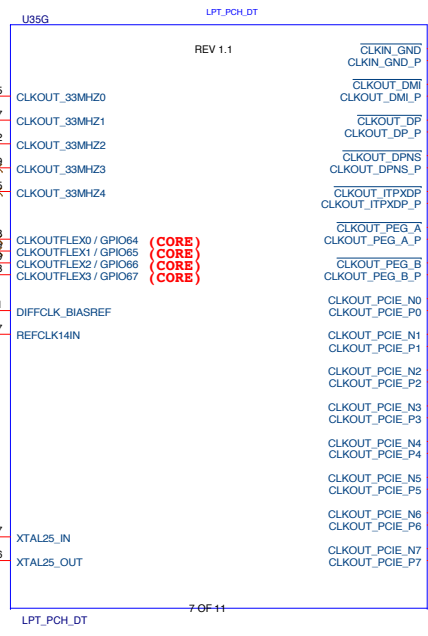 U35G
LPT_PCH_DT
REV 1.1
CLKIN_GND
CLKIN_GND_P
CLKOUT_DMI
CLKOUT_DMI_P
CLKOUT_DP
CLKOUT_DP_P
CLKOUT_DPNS
CLKOUT_DPNS_P
CLKOUT_ITPXDP
CLKOUT_ITPXDP_P
CLKOUT_PEG_A
CLKOUT_PEG_A_P
CLKOUT_PEG_B
CLKOUT_PEG_B_P
CLKOUT_PCIE_N0
CLKOUT_PCIE_P0
CLKOUT_PCIE_N1
CLKOUT_PCIE_P1
CLKOUT_PCIE_N2
CLKOUT_PCIE_P2
CLKOUT_PCIE_N3
CLKOUT_PCIE_P3
CLKOUT_PCIE_N4
CLKOUT_PCIE_P4
CLKOUT_PCIE_N5
CLKOUT_PCIE_P5
CLKOUT_PCIE_N6
CLKOUT_PCIE_P6
CLKOUT_PCIE_N7
CLKOUT_PCIE_P7
CLKOUT_33MHZ0
CLKOUT_33MHZ1
CLKOUT_33MHZ2
CLKOUT_33MHZ3
CLKOUT_33MHZ4
CLKOUTFLEX0 / GPIO64 (CORE)
CLKOUTFLEX1 / GPIO65 (CORE)
CLKOUTFLEX2 / GPIO66 (CORE)
CLKOUTFLEX3 / GPIO67 (CORE)
DIFFCLK_BIASREF
REFCLK14IN
XTAL25_IN
XTAL25_OUT
7 OF 11
LPT_PCH_DT